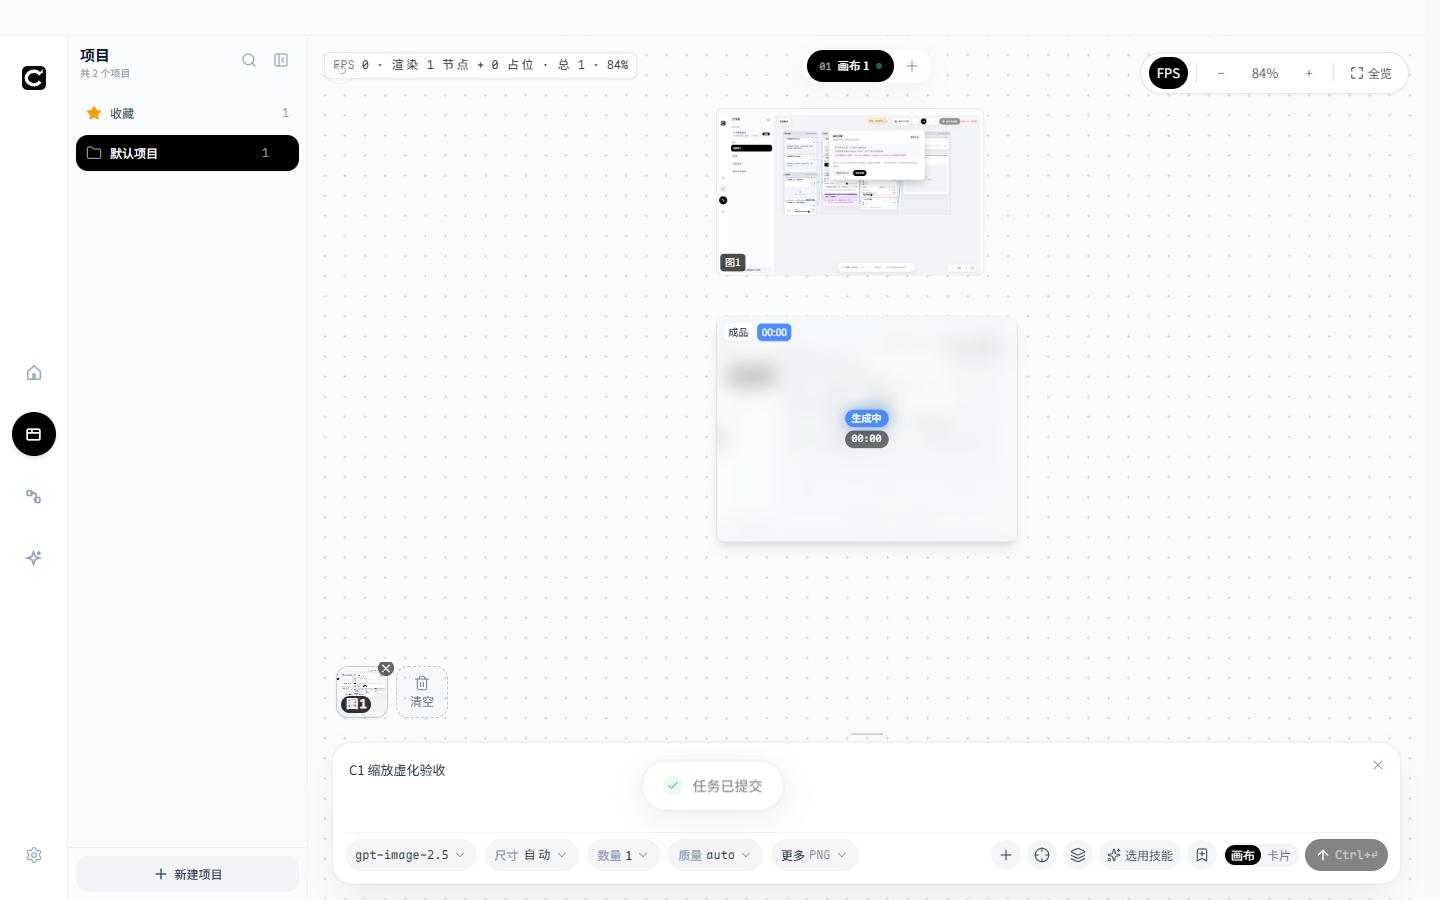 项目
共 2 个项目
收藏 1
默认项目 1
新建项目
FPS 0 · 渲染 1 节点 + 0 占位 · 总 1 · 84%
01 画布 1
FPS
84%
全览
图1
成品 00:00
生成中
00:00
图1
清空
C1 缩放虚化验收
任务已提交
gpt-image-2.5
尺寸 自动
数量 1
质量 auto
更多 PNG
选用技能
画布 卡片
Ctrl+⏎